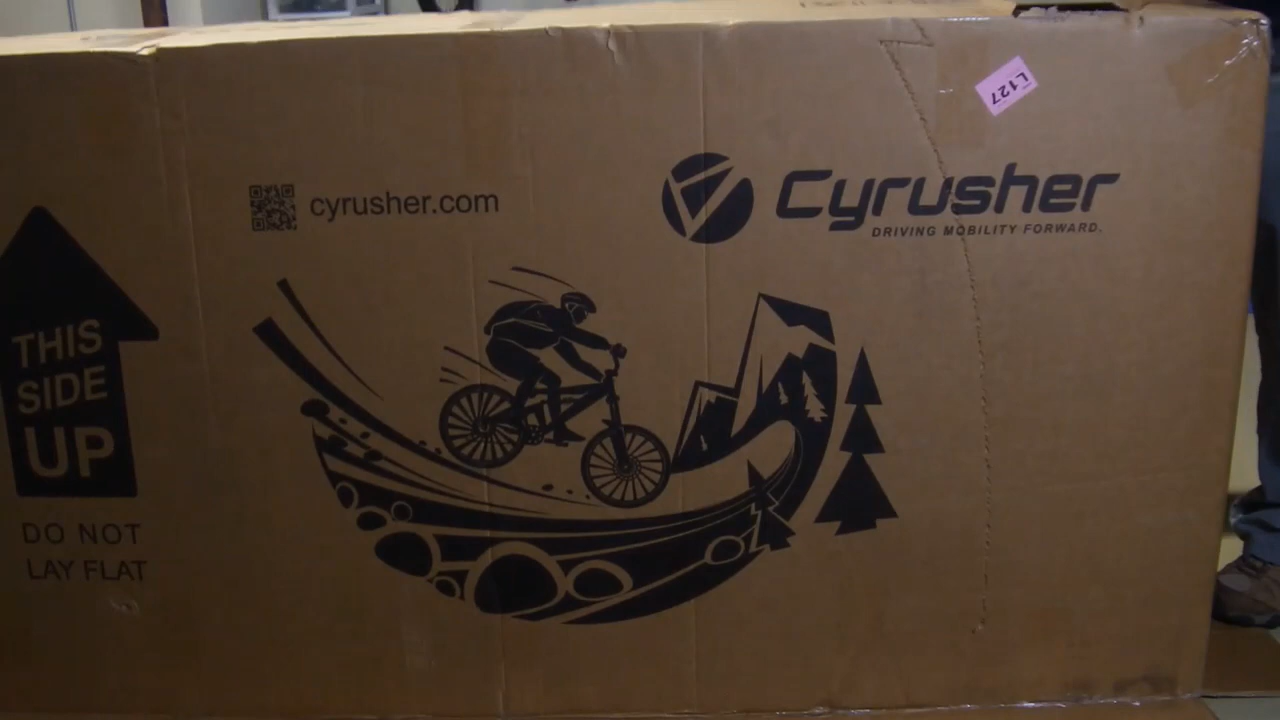 L127
cyrusher.com
Cyrusher
DRIVING MOBILITY FORWARD.
THIS
SIDE
UP
DO NOT
LAY FLAT